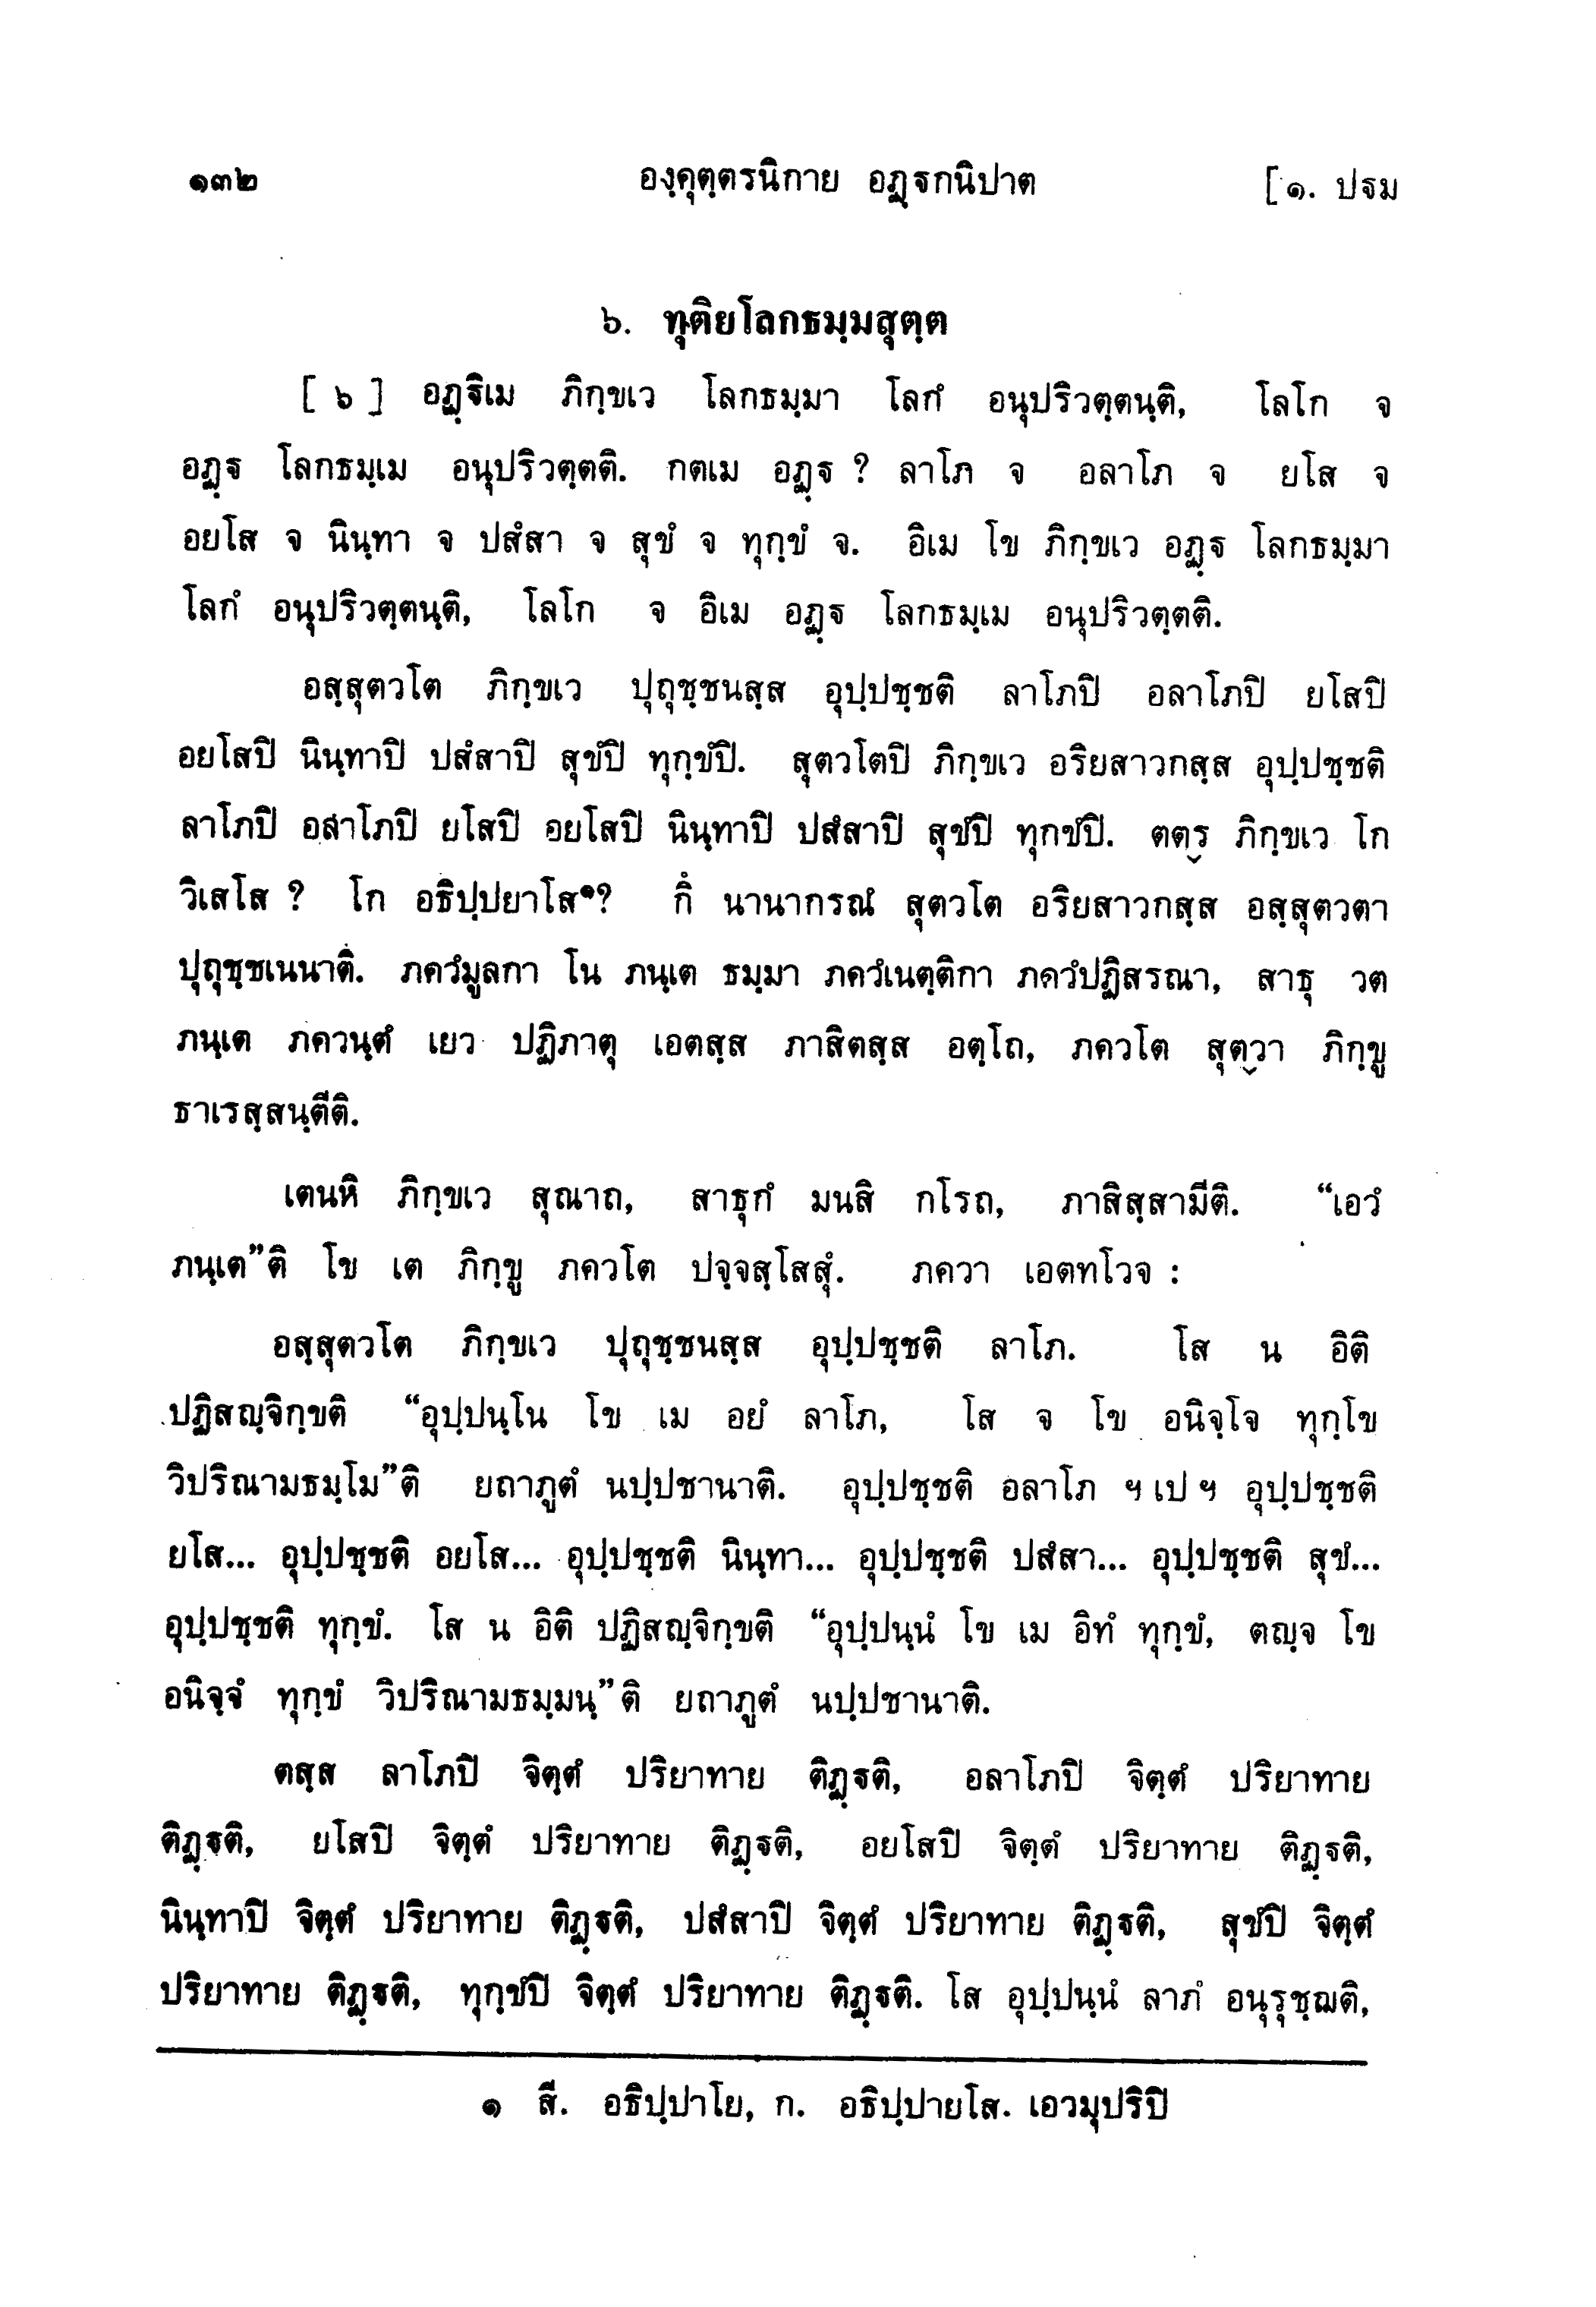 ๑๓๒ องฺคุตฺตรนิกาย อฏฺฐกนิปาต [๑. ปฐม
๖. ทุติยโลกธมฺมสุตฺต
[ ๖ ] อฏฺฐิเม ภิกฺขเว โลกธมฺมา โลกํ อนุปริวตฺตนฺติ, โลโก จ
อฏฺฐ โลกธมฺเม อนุปริวตฺตติ. กตเม อฏฺฐ ? ลาโภ จ อลาโภ จ ยโส จ
อยโส จ นินฺทา จ ปสํสา จ สุขํ จ ทุกฺขํ จ. อิเม โข ภิกฺขเว อฏฺฐ โลกธมฺมา
โลกํ อนุปริวตฺตนฺติ, โลโก จ อิเม อฏฺฐ โลกธมฺเม อนุปริวตฺตติ.
อสฺสุตวโต ภิกฺขเว ปุถุชฺชนสฺส อุปฺปชฺชติ ลาโภปิ อลาโภปิ ยโสปิ
อยโสปิ นินฺทาปิ ปสํสาปิ สุขํปิ ทุกฺขํปิ. สุตวโตปิ ภิกฺขเว อริยสาวกสฺส อุปฺปชฺชติ
ลาโภปิ อลาโภปิ ยโสปิ อยโสปิ นินฺทาปิ ปสํสาปิ สุขํปิ ทุกขํปิ. ตตฺร ภิกฺขเว โก
วิเสโส ? โก อธิปฺปยาโส๑? กึ นานากรณํ สุตวโต อริยสาวกสฺส อสฺสุตวตา
ปุถุชฺชเนนาติ. ภควํมูลกา โน ภนฺเต ธมฺมา ภควํเนตฺติกา ภควํปฏิสรณา, สาธุ วต
ภนฺเต ภควนฺตํ เยว ปฏิภาตุ เอตสฺส ภาสิตสฺส อตฺโถ, ภควโต สุตฺวา ภิกฺขู
ธาเรสฺสนฺตีติ.
เตนหิ ภิกฺขเว สุณาถ, สาธุกํ มนสิ กโรถ, ภาสิสฺสามีติ. “เอวํ
ภนฺเต”ติ โข เต ภิกฺขู ภควโต ปจฺจสฺโสสุํ. ภควา เอตทโวจ :
อสฺสุตวโต ภิกฺขเว ปุถุชฺชนสฺส อุปฺปชฺชติ ลาโภ. โส น อิติ
ปฏิสญฺจิกฺขติ “อุปฺปนฺโน โข เม อยํ ลาโภ, โส จ โข อนิจฺโจ ทุกฺโข
วิปริณามธมฺโม”ติ ยถาภูตํ นปฺปชานาติ. อุปฺปชฺชติ อลาโภ ฯ เป ฯ อุปฺปชฺชติ
ยโส... อุปฺปชฺชติ อยโส... อุปฺปชฺชติ นินฺทา... อุปฺปชฺชติ ปสํสา... อุปฺปชฺชติ สุขํ...
อุปฺปชฺชติ ทุกฺขํ. โส น อิติ ปฏิสญฺจิกฺขติ “อุปฺปนฺนํ โข เม อิทํ ทุกฺขํ, ตญฺจ โข
อนิจฺจํ ทุกฺขํ วิปริณามธมฺมนฺ”ติ ยถาภูตํ นปฺปชานาติ.
ตสฺส ลาโภปิ จิตฺตํ ปริยาทาย ติฏฺฐติ, อลาโภปิ จิตฺตํ ปริยาทาย
ติฏฺฐติ, ยโสปิ จิตฺตํ ปริยาทาย ติฏฺฐติ, อยโสปิ จิตฺตํ ปริยาทาย ติฏฺฐติ,
นินฺทาปิ จิตฺตํ ปริยาทาย ติฏฺฐติ, ปสํสาปิ จิตฺตํ ปริยาทาย ติฏฺฐติ, สุขํปิ จิตฺตํ
ปริยาทาย ติฏฺฐติ, ทุกฺขํปิ จิตฺตํ ปริยาทาย ติฏฺฐติ. โส อุปฺปนฺนํ ลาภํ อนุรุชฺฌติ,
๑ สี. อธิปฺปาโย, ก. อธิปฺปายโส. เอวมุปริปิ